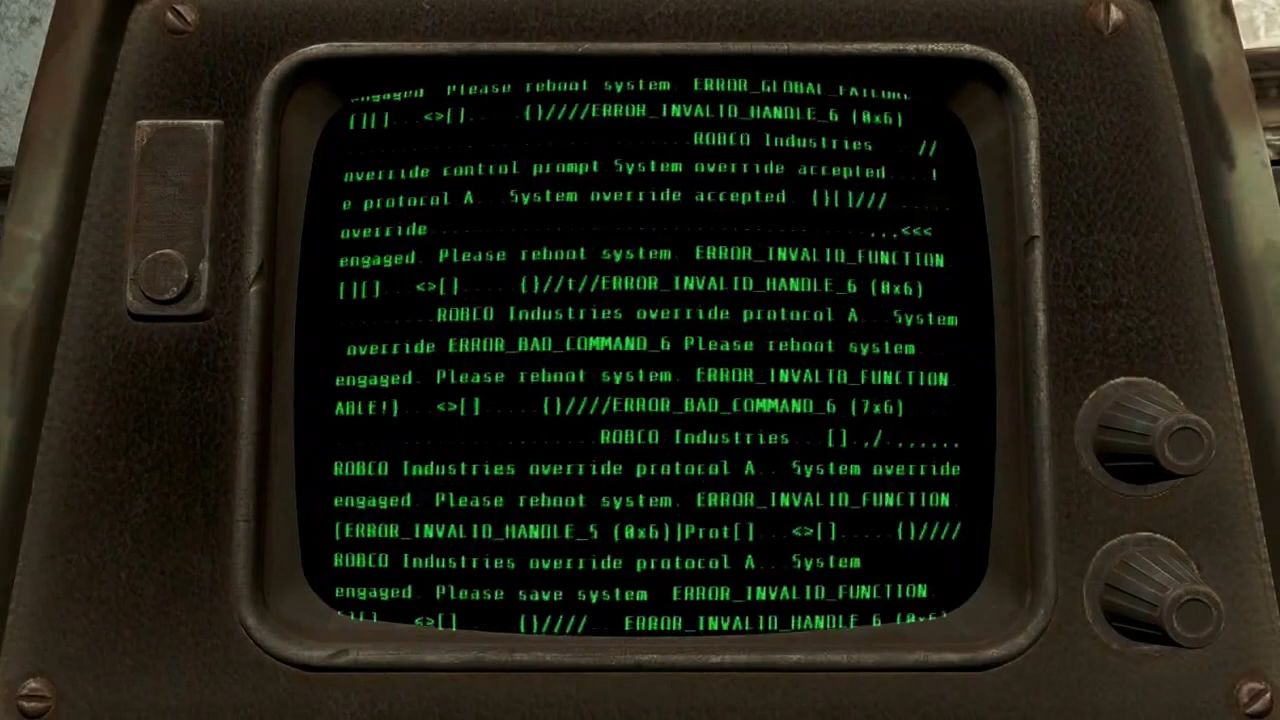 engaged. Please reboot system. ERROR_GLOBAL_FAILURE
[][]...<>[].....{}////ERROR_INVALID_HANDLE_6 (0x6)
ROBCO Industries....//
override control prompt System override accepted....!
e protocol A...System override accepted. {}[]///.....
override...<<<
engaged. Please reboot system. ERROR_INVALID_FUNCTION.
[][]...<>[].....{}//t//ERROR_INVALID_HANDLE_6 (0x6)
.........ROBCO Industries override protocol A...System
override ERROR_BAD_COMMAND_6 Please reboot system
engaged. Please reboot system. ERROR_INVALID_FUNCTION.
ABLE!]...<>[].....{}////ERROR_BAD_COMMAND_6 (7x6)
ROBCO Industries...[].,/.,,,,,,
ROBCO Industries override protocol A...System override
engaged. Please reboot system. ERROR_INVALID_FUNCTION.
[ERROR_INVALID_HANDLE_5 (0x6)]Prot[]...<>[].....{}////
ROBCO Industries override protocol A...System
engaged. Please save system. ERROR_INVALID_FUNCTION.
[][]...<>[].....{}////...ERROR_INVALID_HANDLE_6 (0x6)